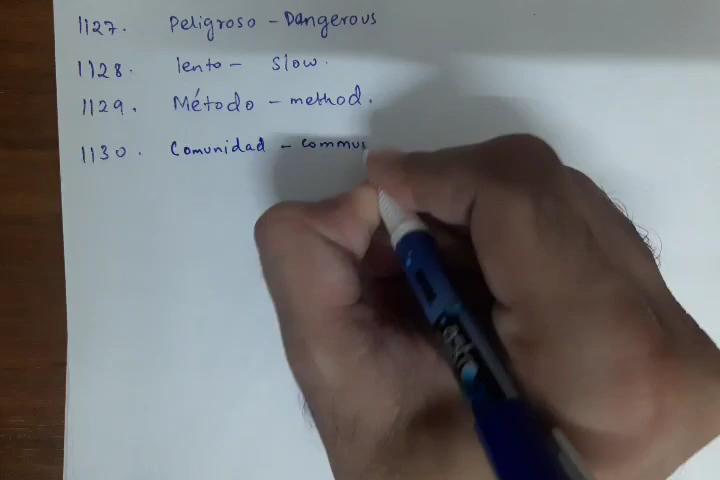 1127. Peligroso - Dangerous
1128. lento - Slow.
1129. Método - method.
1130. Comunidad - commu